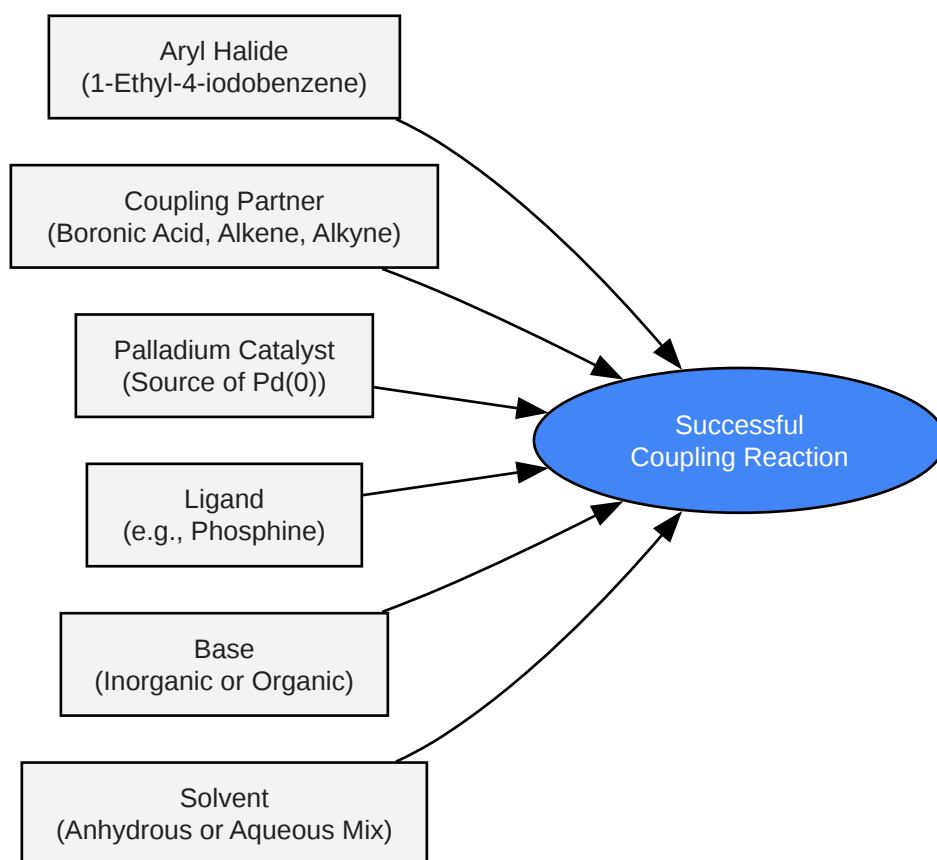 Aryl Halide
(1-Ethyl-4-iodobenzene)
Coupling Partner
(Boronic Acid, Alkene, Alkyne)
Palladium Catalyst
(Source of Pd(0))
Ligand
(e.g., Phosphine)
Base
(Inorganic or Organic)
Solvent
(Anhydrous or Aqueous Mix)
Successful
Coupling Reaction